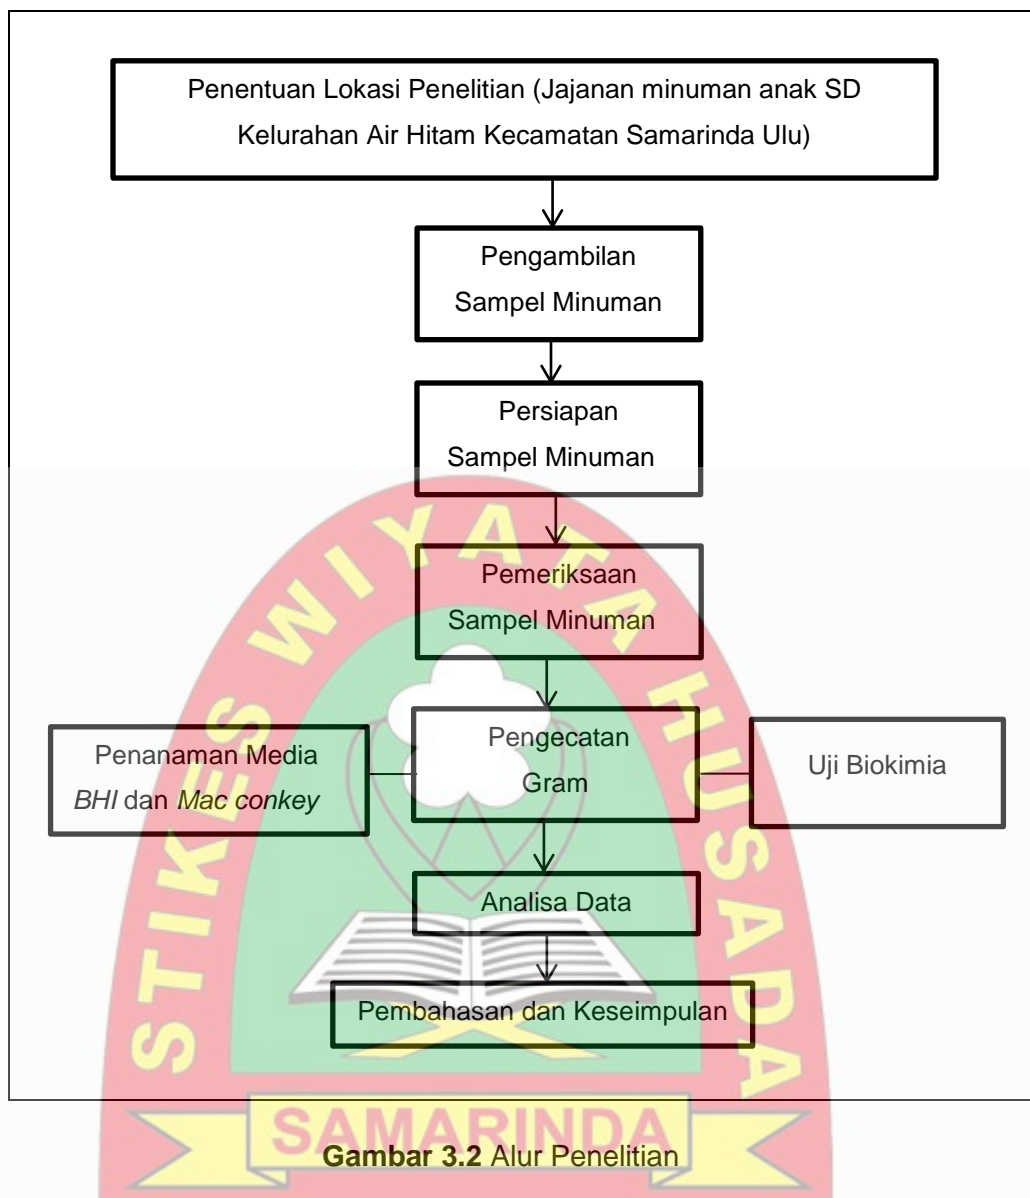 Penentuan Lokasi Penelitian (Jajanan minuman anak SD
Kelurahan Air Hitam Kecamatan Samarinda Ulu)
Pengambilan
Sampel Minuman
Persiapan
Sampel Minuman
Pemeriksaan
Sampel Minuman
Penanaman Media
BHI dan Mac conkey
Pengecatan
Gram
Uji Biokimia
Analisa Data
Pembahasan dan Keseimpulan
STIKES WIYATA HUSADA
SAMARINDA
Gambar 3.2 Alur Penelitian